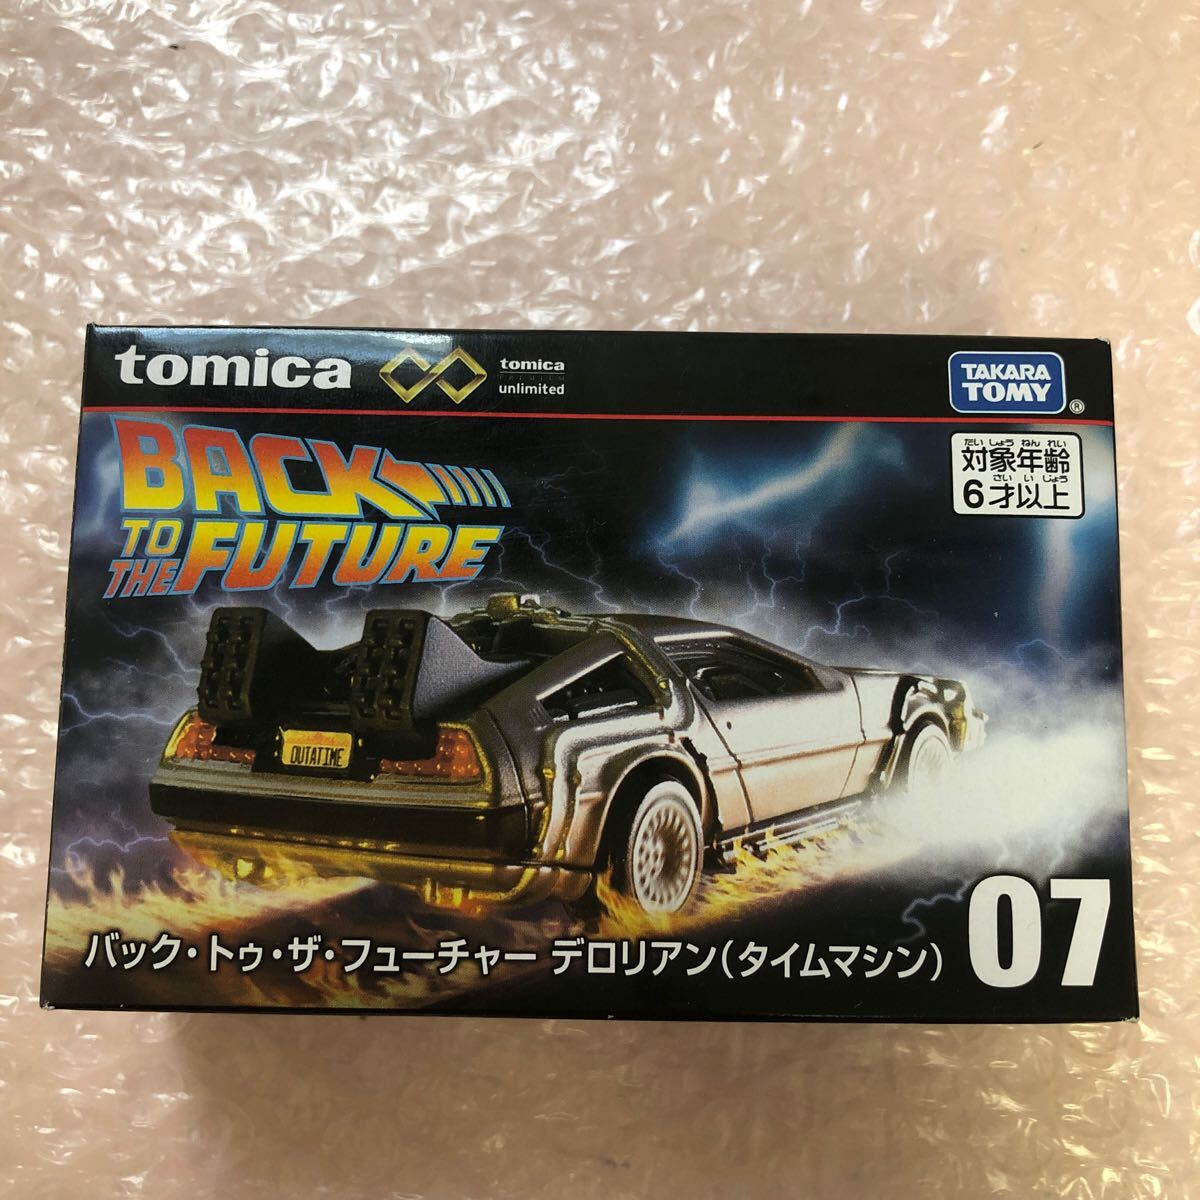 tomica
tomica
PREMIUM
unlimited
TAKARA
TOMY
®
BACK
TO THE
FUTURE
たいしょうねんれい
対象年齢
さいいじょう
6才以上
OUTATIME
バック・トゥ・ザ・フューチャー デロリアン(タイムマシン)
07